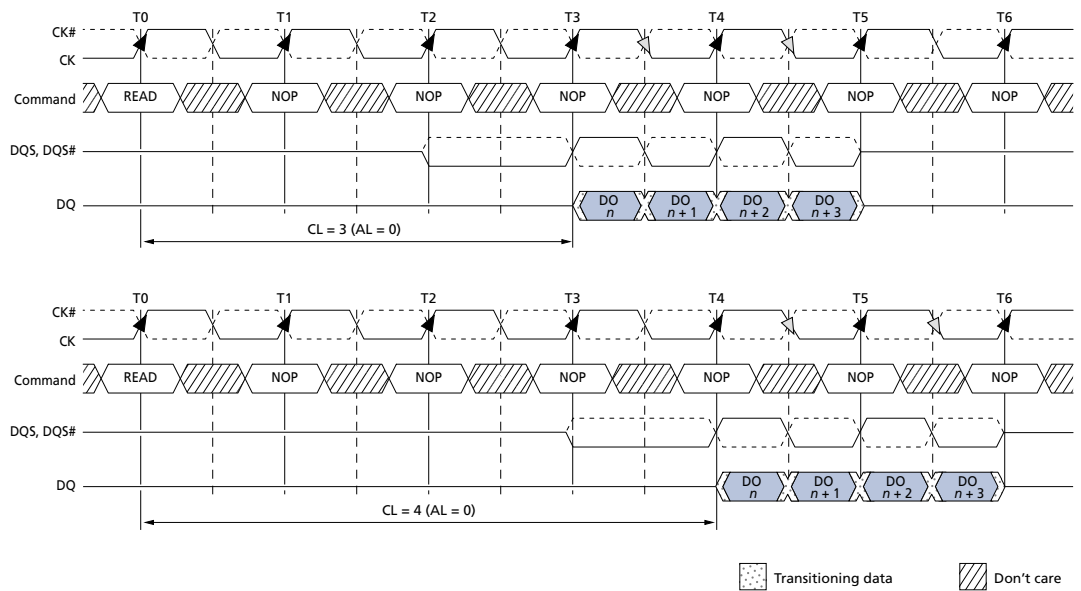 T0 T1 T2 T3 T4 T5 T6
CK#
CK
Command READ NOP NOP NOP NOP NOP NOP
DQS, DQS#
DQ DO n DO n + 1 DO n + 2 DO n + 3
CL = 3 (AL = 0)
T0 T1 T2 T3 T4 T5 T6
CK#
CK
Command READ NOP NOP NOP NOP NOP NOP
DQS, DQS#
DQ DO n DO n + 1 DO n + 2 DO n + 3
CL = 4 (AL = 0)
Transitioning data Don't care